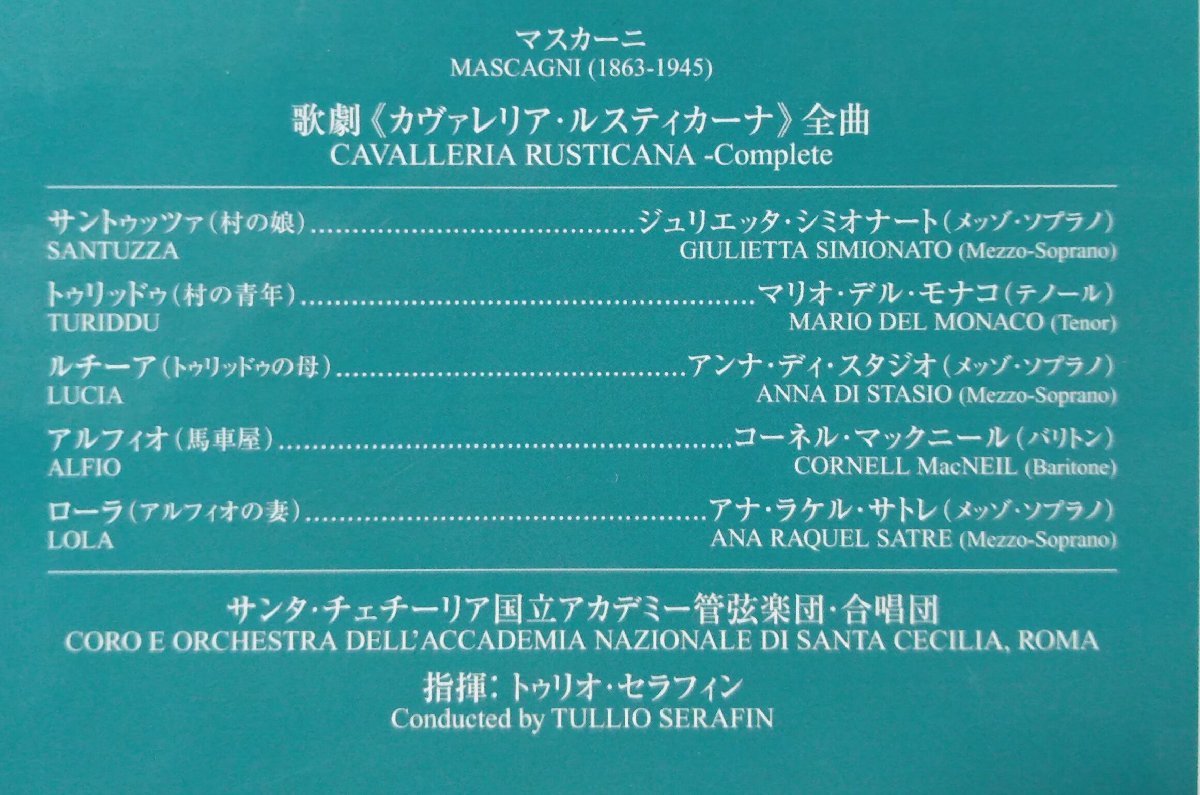 マスカーニ
MASCAGNI (1863-1945)
歌劇《カヴァレリア・ルスティカーナ》全曲
CAVALLERIA RUSTICANA -Complete
サントゥッツァ(村の娘)........................................ジュリエッタ・シミオナート(メッゾ・ソプラノ)
SANTUZZA GIULIETTA SIMIONATO (Mezzo-Soprano)
トゥリッドゥ(村の青年)........................................................マリオ・デル・モナコ(テノール)
TURIDDU MARIO DEL MONACO (Tenor)
ルチーア(トゥリッドゥの母)...........................................アンナ・ディ・スタジオ(メッゾ・ソプラノ)
LUCIA ANNA DI STASIO (Mezzo-Soprano)
アルフィオ(馬車屋)........................................................コーネル・マックニール(バリトン)
ALFIO CORNELL MacNEIL (Baritone)
ローラ(アルフィオの妻)..................................................アナ・ラケル・サトレ(メッゾ・ソプラノ)
LOLA ANA RAQUEL SATRE (Mezzo-Soprano)
サンタ・チェチーリア国立アカデミー管弦楽団・合唱団
CORO E ORCHESTRA DELL'ACCADEMIA NAZIONALE DI SANTA CECILIA, ROMA
指揮: トゥリオ・セラフィン
Conducted by TULLIO SERAFIN